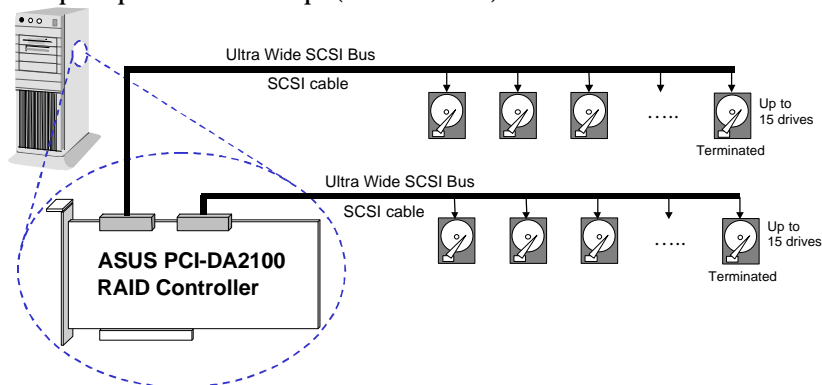 Ultra Wide SCSI Bus
SCSI cable
…..
Up to
15 drives
Terminated
Ultra Wide SCSI Bus
SCSI cable
…..
Up to
15 drives
Terminated
ASUS PCI-DA2100
RAID Controller